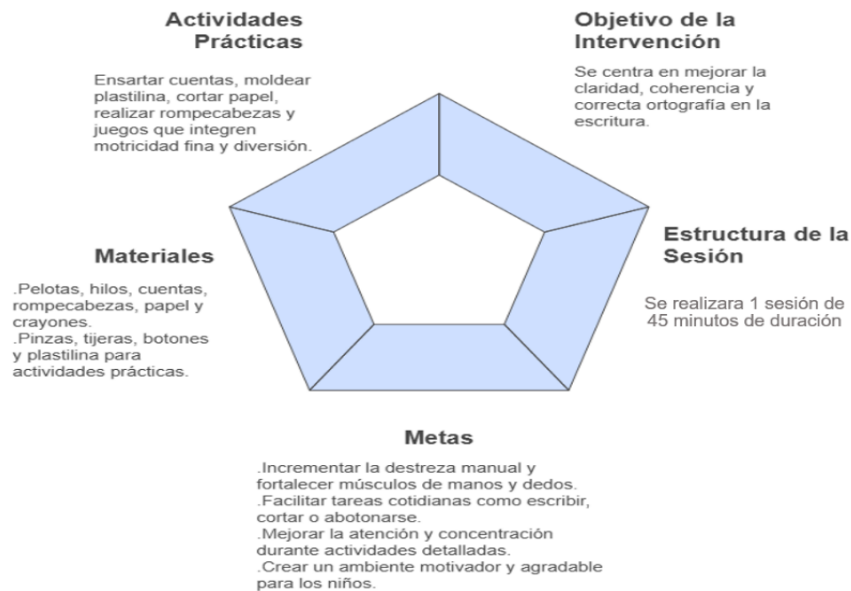 Actividades
Prácticas
Ensartar cuentas, moldear
plastilina, cortar papel,
realizar rompecabezas y
juegos que integren
motricidad fina y diversión.
Objetivo de la
Intervención
Se centra en mejorar la
claridad, coherencia y
correcta ortografía en la
escritura.
Materiales
.Pelotas, hilos, cuentas,
rompecabezas, papel y
crayones.
.Pinzas, tijeras, botones
y plastilina para
actividades prácticas.
Estructura de la
Sesión
Se realizara 1 sesión de
45 minutos de duración
Metas
.Incrementar la destreza manual y
fortalecer músculos de manos y dedos.
.Facilitar tareas cotidianas como escribir,
cortar o abotonarse.
.Mejorar la atención y concentración
durante actividades detalladas.
.Crear un ambiente motivador y agradable
para los niños.